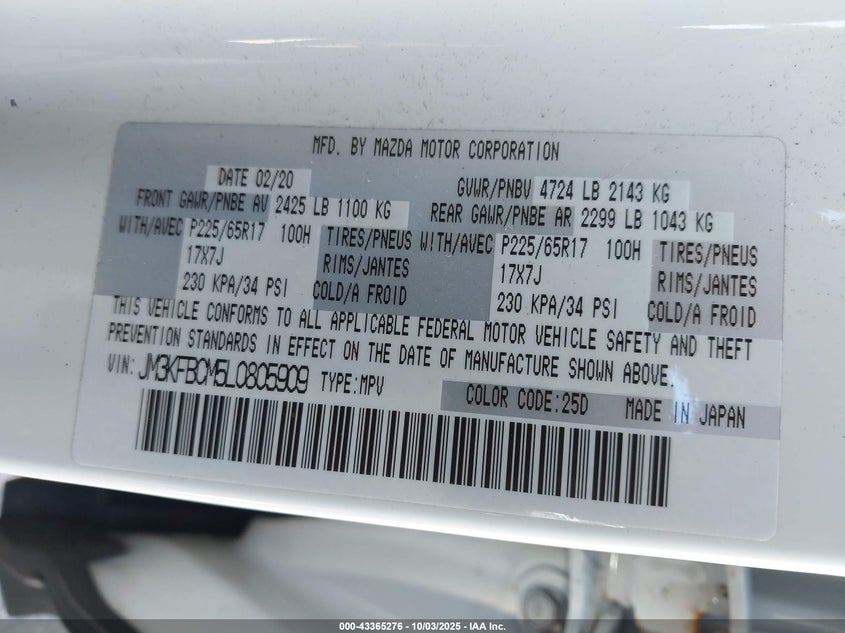 MFD. BY MAZDA MOTOR CORPORATION
DATE 02/20 GVWR/PNBV 4724 LB 2143 KG
FRONT GAWR/PNBE AV 2425 LB 1100 KG REAR GAWR/PNBE AR 2299 LB 1043 KG
WITH/AVEC P225/65R17 100H TIRES/PNEUS WITH/AVEC P225/65R17 100H TIRES/PNEUS
17X7J RIMS/JANTES 17X7J RIMS/JANTES
230 KPA/34 PSI COLD/A FROID 230 KPA/34 PSI COLD/A FROID
THIS VEHICLE CONFORMS TO ALL APPLICABLE FEDERAL MOTOR VEHICLE SAFETY AND THEFT
PREVENTION STANDARDS IN EFFECT ON THE DATE OF MANUFACTURE SHOWN ABOVE.
VIN: JM3KFBCM5L0805909 TYPE:MPV
COLOR CODE:25D MADE IN JAPAN
000-43365276 - 10/03/2025 - IAA Inc.